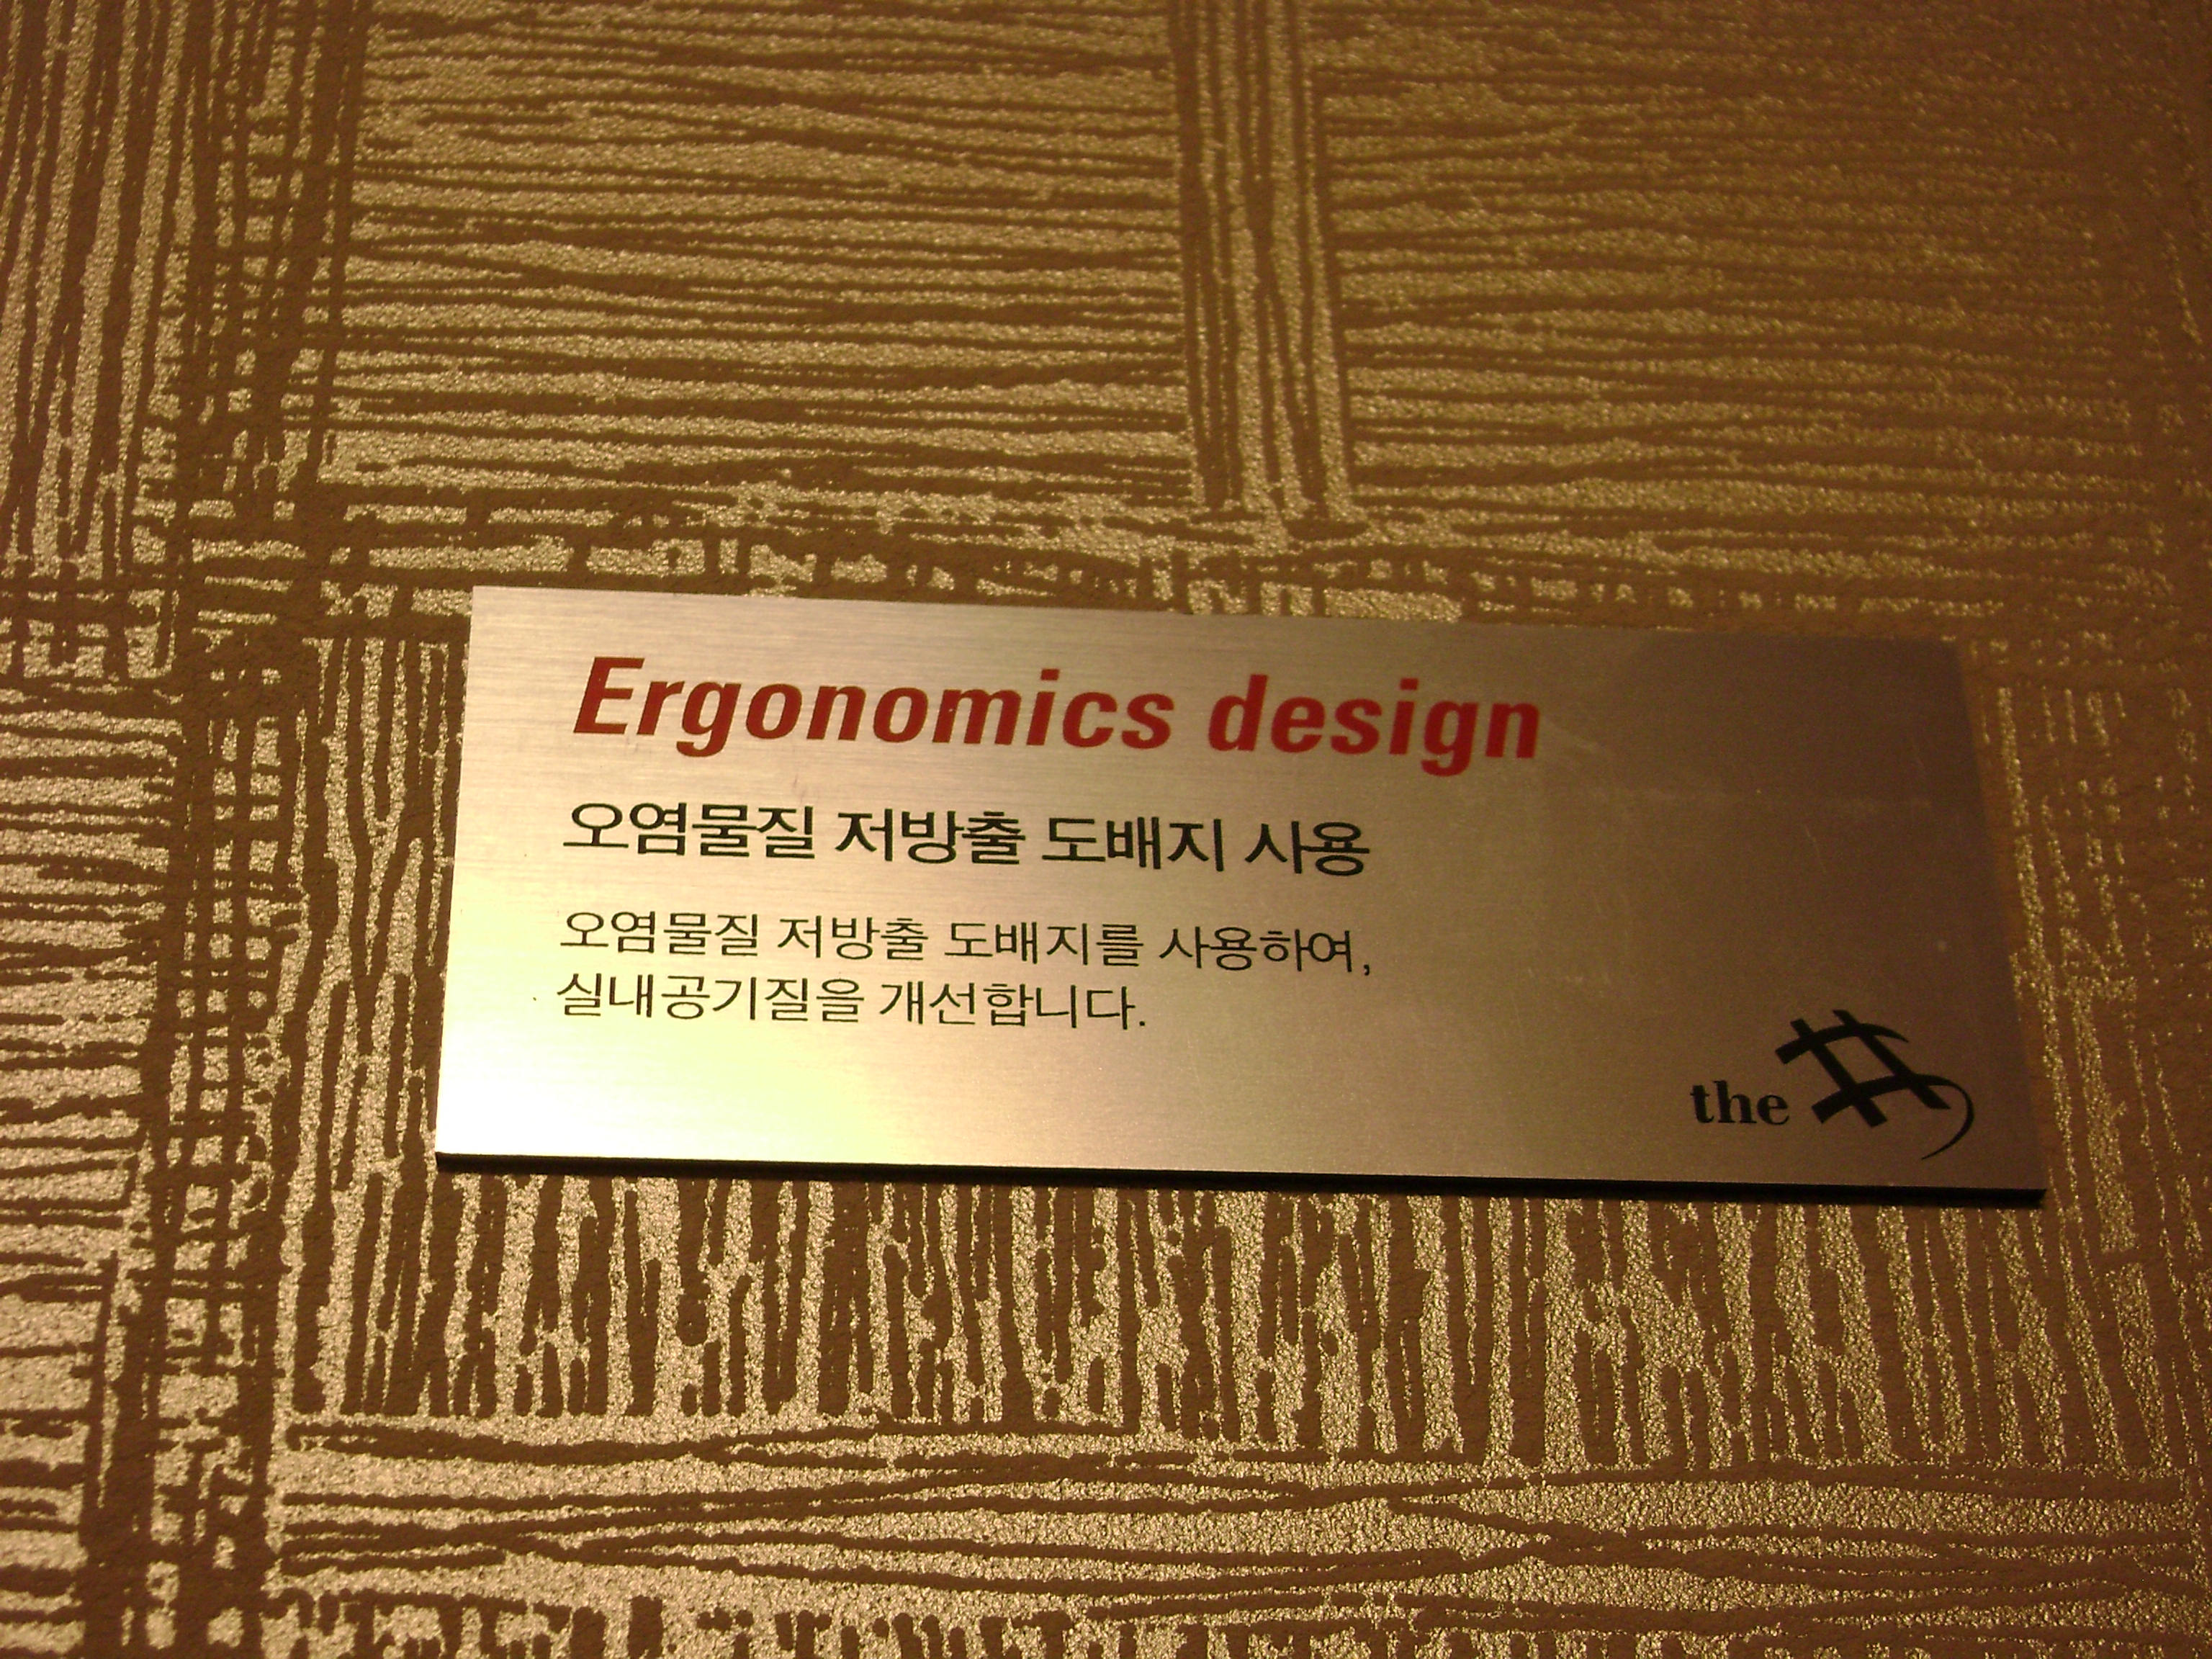 Ergonomics design
오염물질 저방출 도배지 사용
오염물질 저방출 도배지를 사용하여,
실내공기질을 개선합니다.
the #